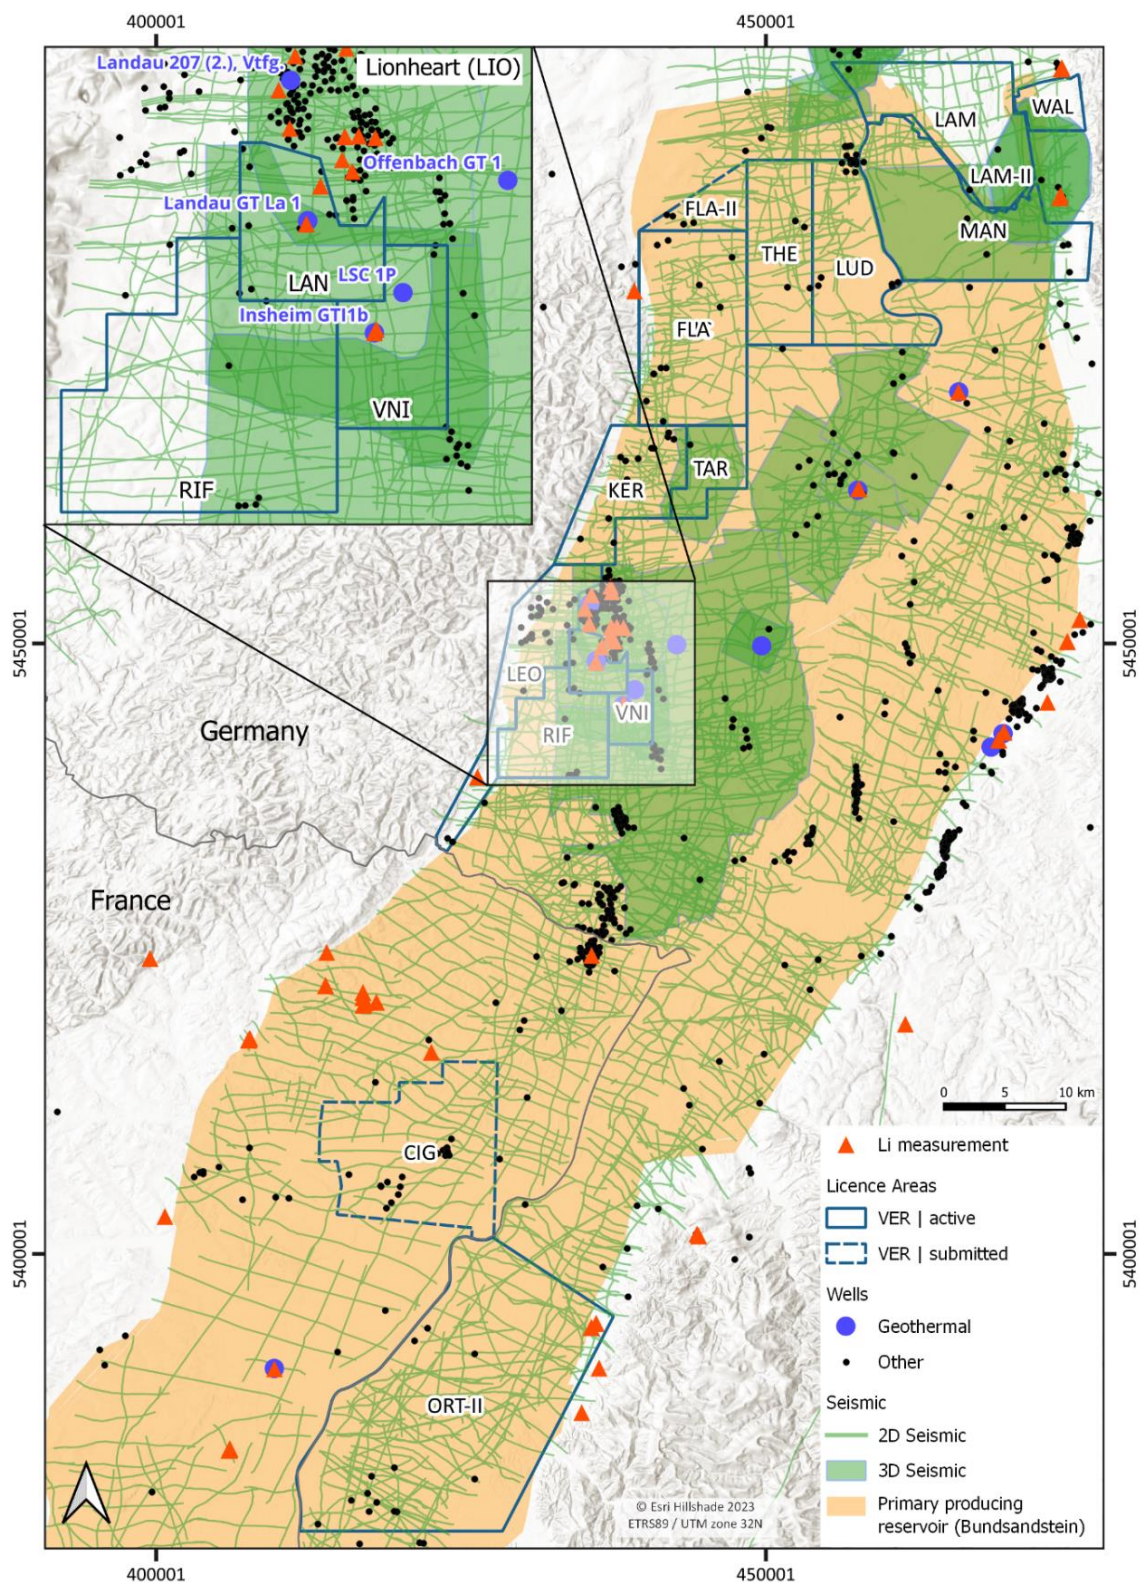 400001
450001
Landau 207 (2.), Vtfg.
Lionheart (LIO)
Offenbach GT 1
Landau GT La 1
LAN
LSC 1P
Insheim GTI1b
VNI
RIF
LAM
WAL
LAM-II
FLA-II
MAN
THE
LUD
FLA
TAR
KER
5450001
5450001
LEO
VNI
RIF
Germany
France
0
5
10 km
CIG
ORT-II
5400001
5400001
Li measurement
Licence Areas
VER | active
VER | submitted
Wells
Geothermal
Other
Seismic
2D Seismic
3D Seismic
Primary producing
reservoir (Bundsandstein)
© Esri Hillshade 2023
ETRS89 / UTM zone 32N
400001
450001